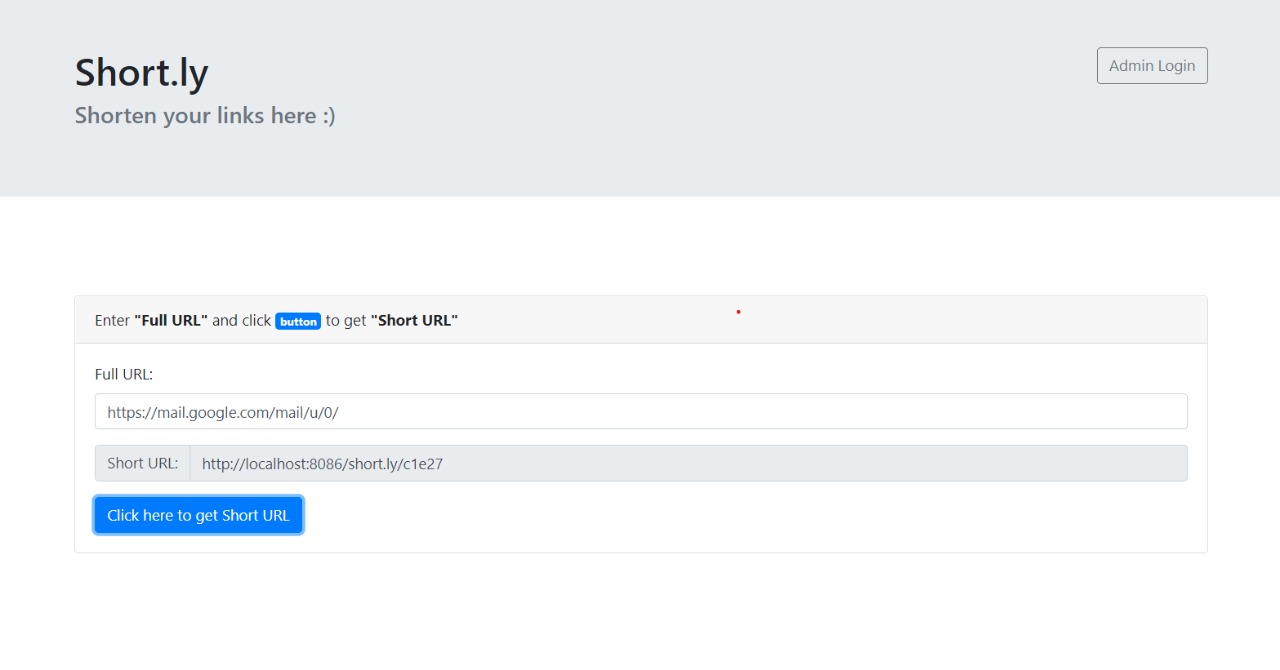 Short.ly
Admin Login
Shorten your links here :)
Enter "Full URL" and click button to get "Short URL"
Full URL:
https://mail.google.com/mail/u/0/
Short URL: http://localhost:8086/short.ly/c1e27
Click here to get Short URL